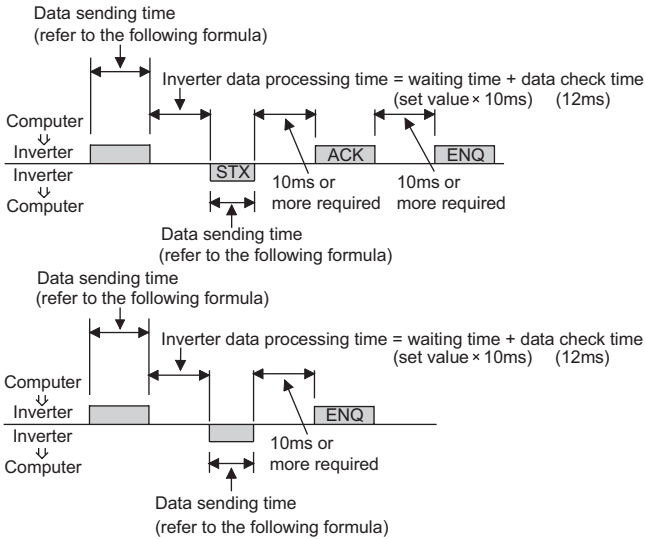 Data sending time
(refer to the following formula)
Inverter data processing time = waiting time + data check time
(set value × 10ms) (12ms)
Computer
⇓
Inverter
ACK
ENQ
Inverter
⇓
Computer
STX
10ms or
more required
10ms or
more required
Data sending time
(refer to the following formula)
Data sending time
(refer to the following formula)
Inverter data processing time = waiting time + data check time
(set value × 10ms) (12ms)
Computer
⇓
Inverter
ENQ
Inverter
⇓
Computer
10ms or
more required
Data sending time
(refer to the following formula)